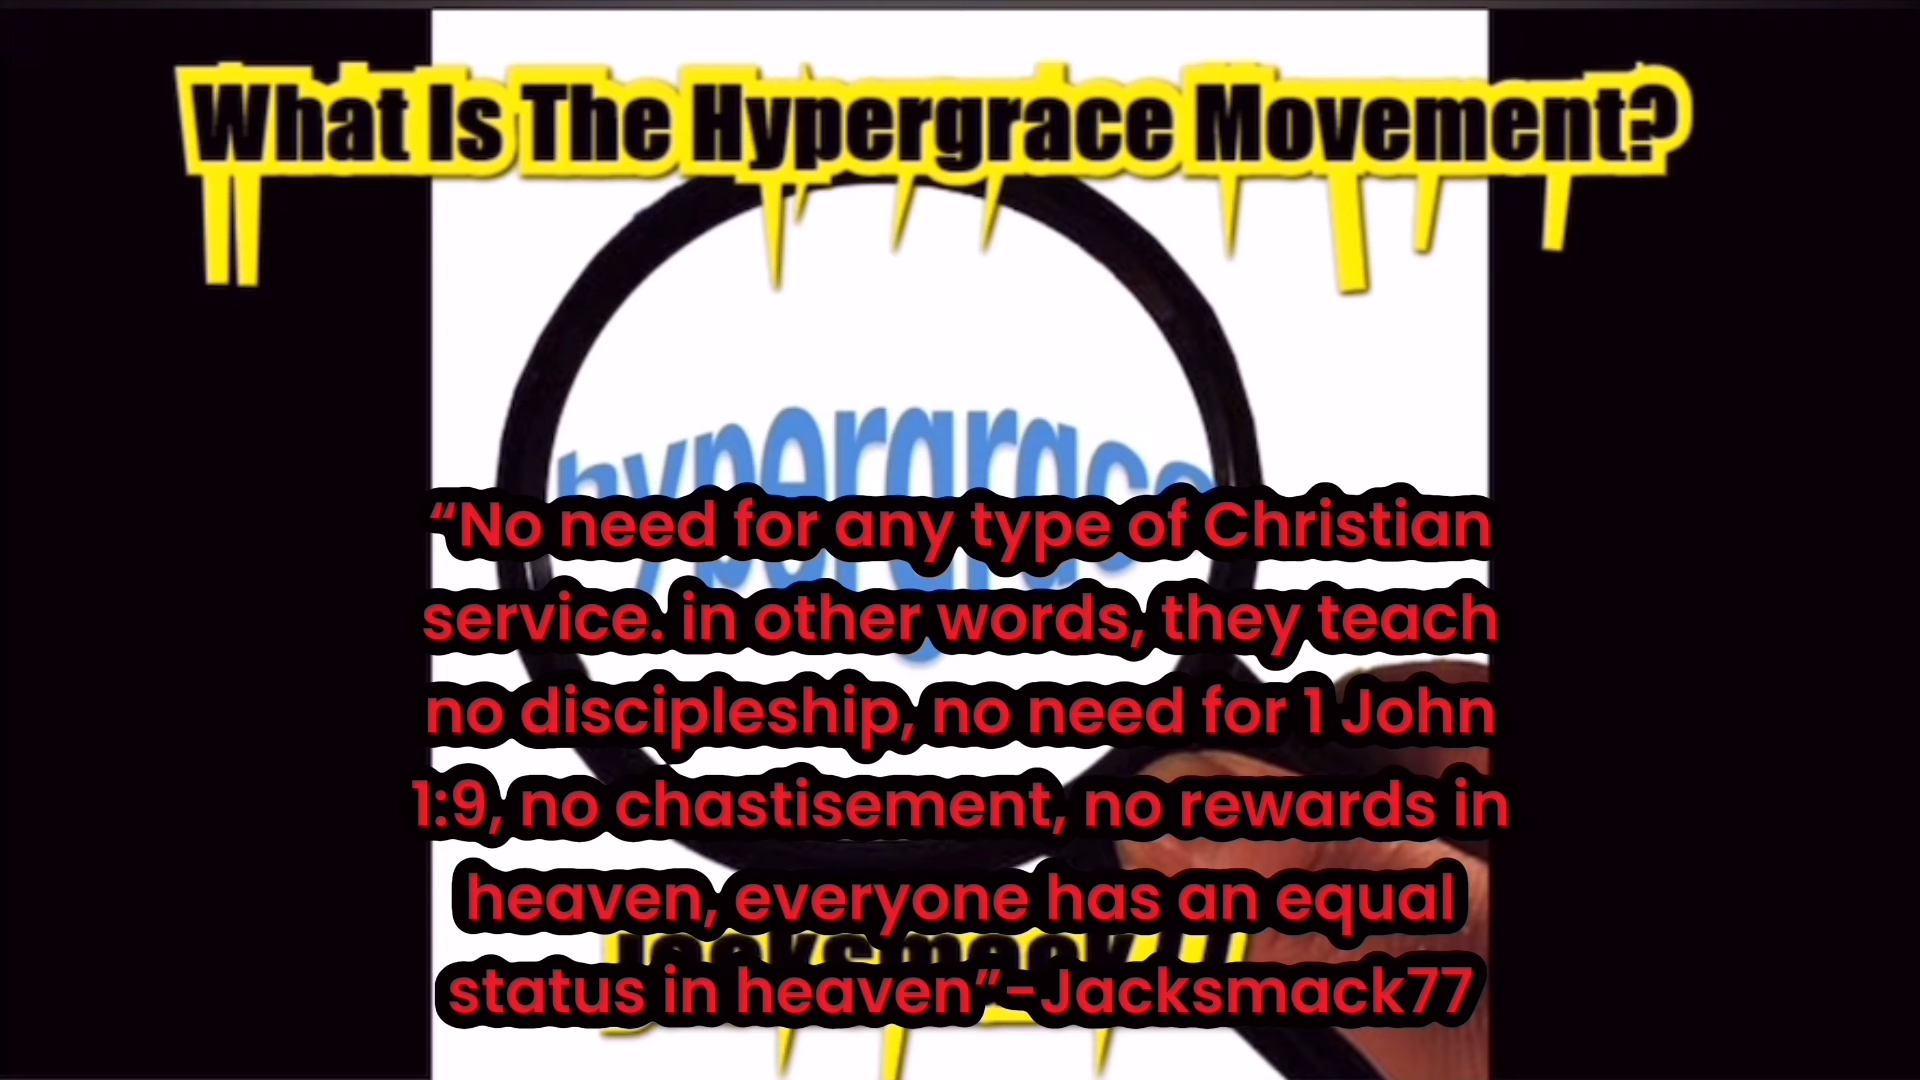 What Is The Hypergrace Movement?
hypergrace
“No need for any type of Christian
service. in other words, they teach
no discipleship, no need for 1 John
1:9, no chastisement, no rewards in
heaven, everyone has an equal
Jacksmack77
status in heaven”-Jacksmack77